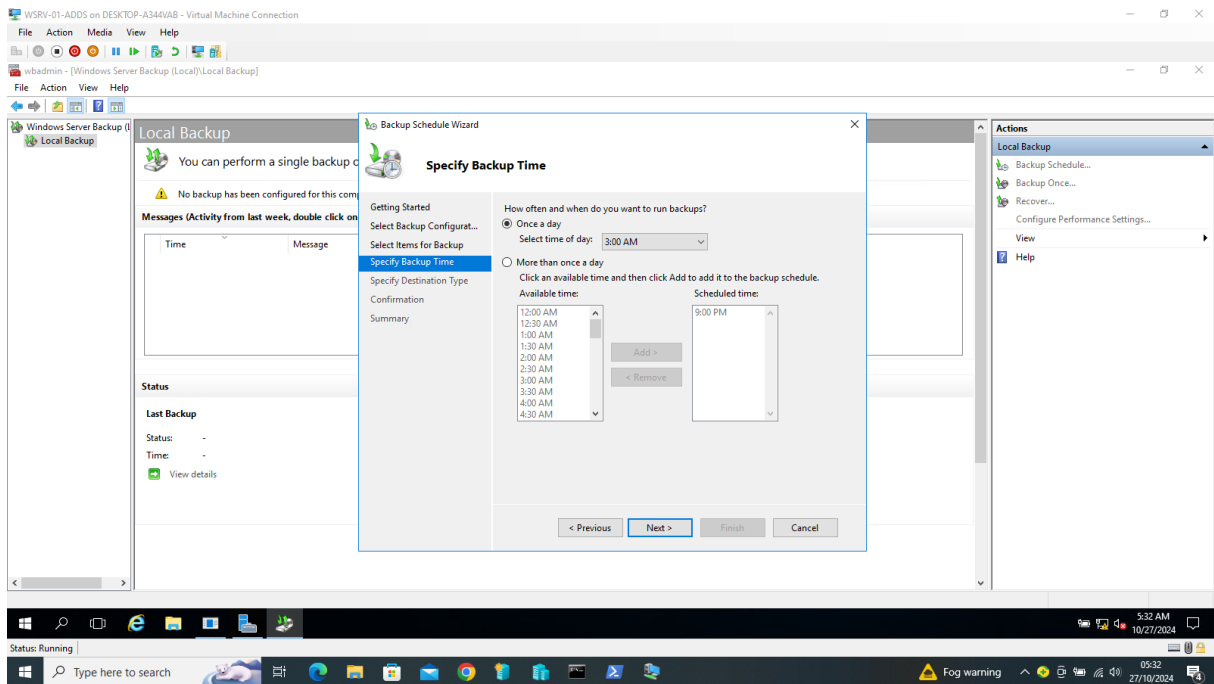 WSRV-01-ADDS on DESKTOP-A344VAB - Virtual Machine Connection
File Action Media View Help
wbadmin - [Windows Server Backup (Local)\Local Backup]
File Action View Help
Windows Server Backup (L
Local Backup
Local Backup
You can perform a single backup o
No backup has been configured for this com
Messages (Activity from last week, double click on
Time Message
Status
Last Backup
Status: -
Time: -
View details
Backup Schedule Wizard
Specify Backup Time
Getting Started
Select Backup Configurat...
Select Items for Backup
Specify Backup Time
Specify Destination Type
Confirmation
Summary
How often and when do you want to run backups?
Once a day
Select time of day: 3:00 AM
More than once a day
Click an available time and then click Add to add it to the backup schedule.
Available time: Scheduled time:
12:00 AM 9:00 PM
12:30 AM
1:00 AM
1:30 AM
2:00 AM
2:30 AM
3:00 AM
3:30 AM
4:00 AM
4:30 AM
Add >
< Remove
< Previous Next > Finish Cancel
Actions
Local Backup
Backup Schedule...
Backup Once...
Recover...
Configure Performance Settings...
View
Help
5:32 AM
10/27/2024
Status: Running
Type here to search
Fog warning
05:32
27/10/2024
4